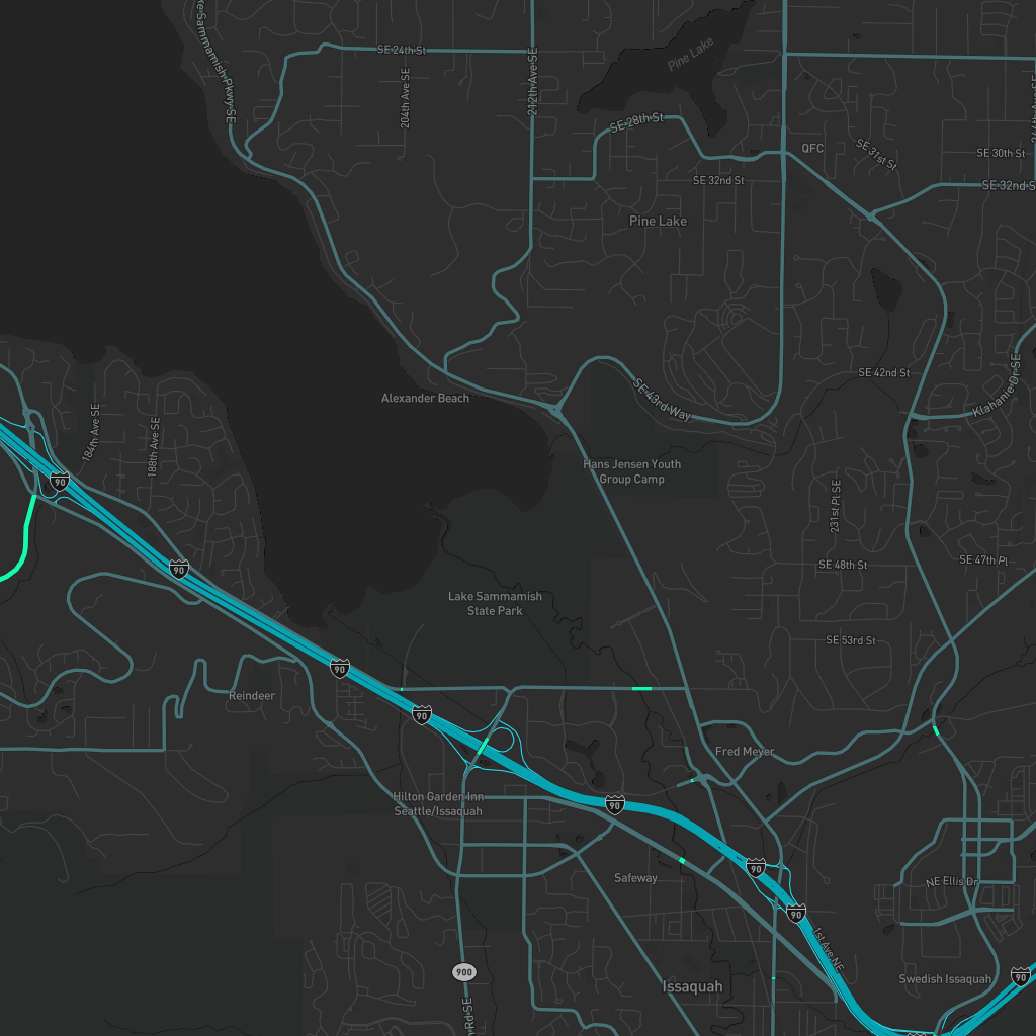 Sammamish Pkwy SE
SE 24th St
204th Ave SE
212th Ave SE
Pine Lake
SE 28th St
QFC
SE 31st St
SE 30th St
SE 32nd St
SE 32nd S
Pine Lake
Alexander Beach
SE 43rd Way
SE 42nd St
Klahanie Dr SE
184th Ave SE
188th Ave SE
90
Hans Jensen Youth
Group Camp
231st Pl SE
90
SE 48th St
SE 47th Pl
Lake Sammamish
State Park
SE 53rd St
90
Reindeer
90
Fred Meyer
Hilton Garden Inn
Seattle/Issaquah
90
90
Safeway
NE Ellis Dr
90
1st Ave NE
900
Issaquah
Swedish Issaquah
90
Rd SE